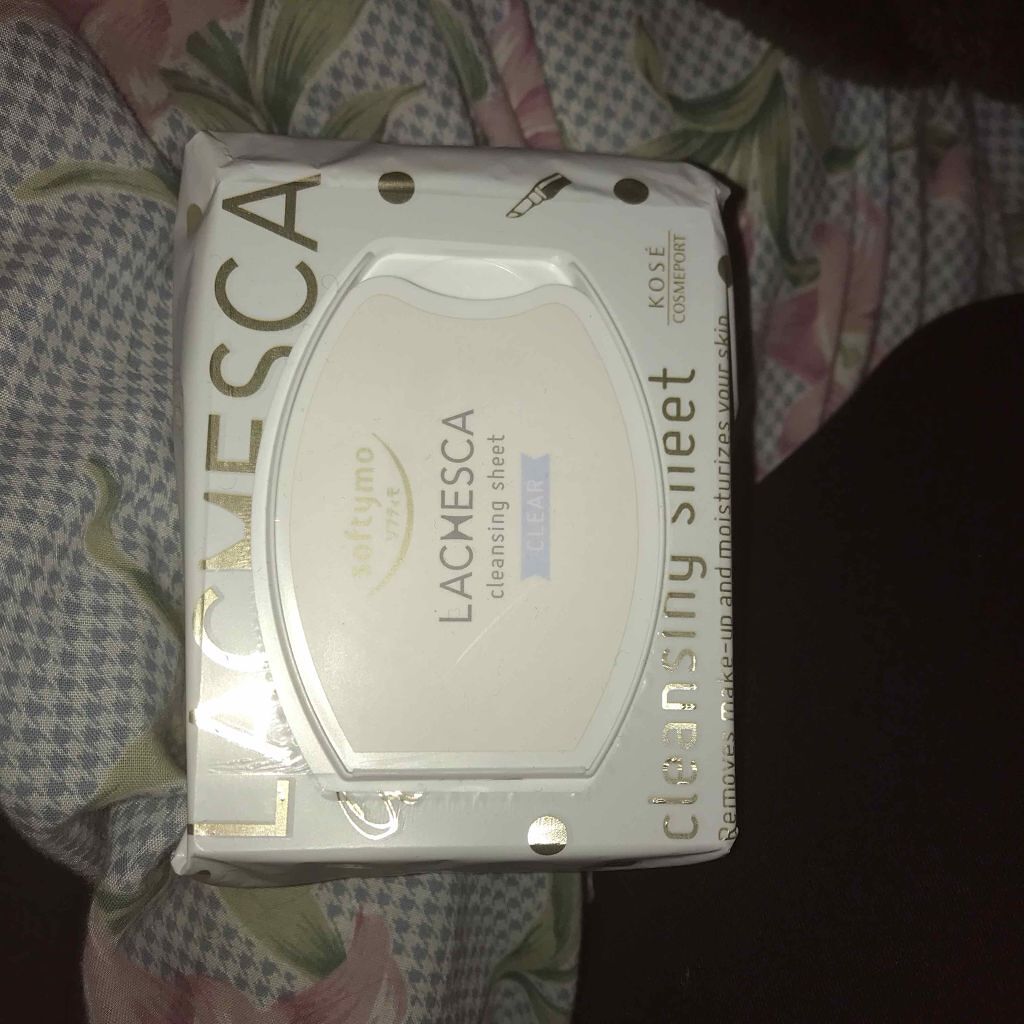 LACHESCA
softymo
ソフティモ
LACHESCA
cleansing sheet
CLEAR
KOSÉ
COSMEPORT
cleansing sheet
Removes make-up and moisturizes your skin